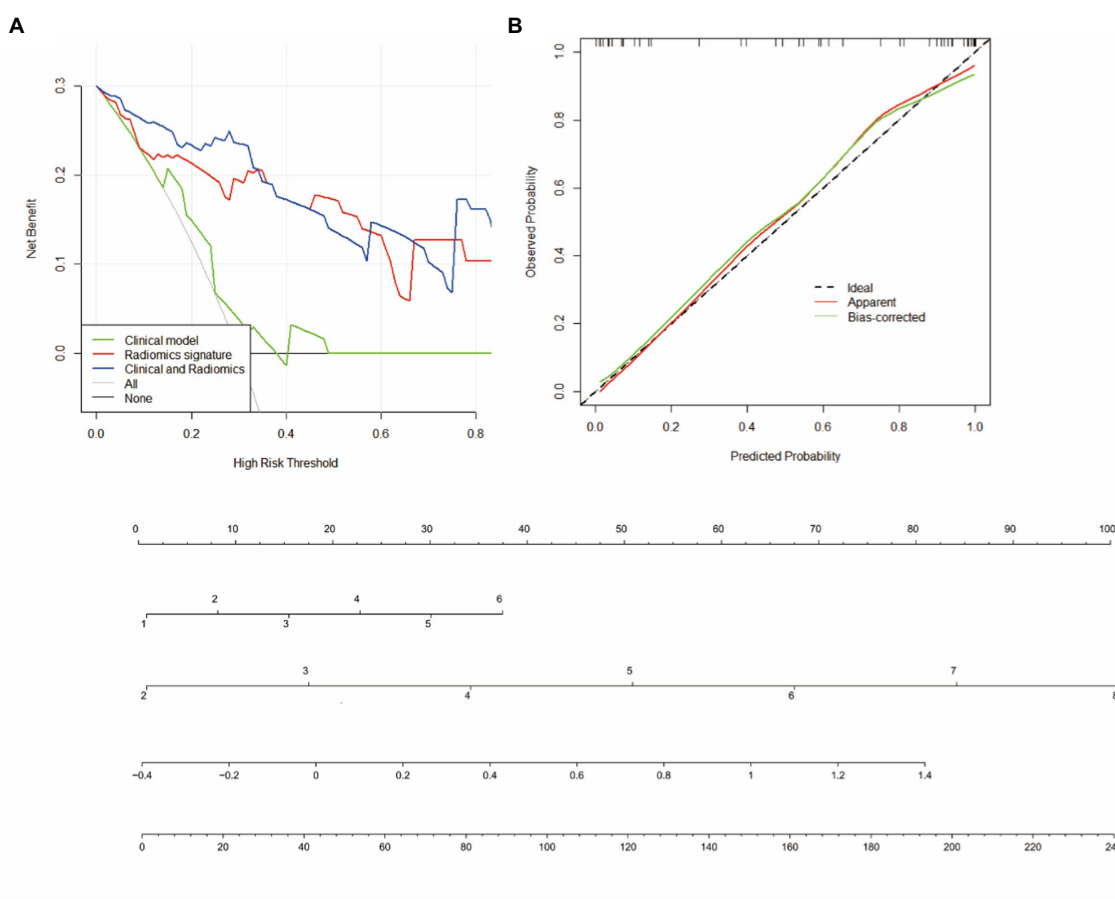 A
B
0.3
0.2
0.1
0.0
Net Benefit
Clinical model
Radiomics signature
Clinical and Radiomics
All
None
0.0 0.2 0.4 0.6 0.8
High Risk Threshold
1.0
0.8
0.6
0.4
0.2
0.0
Observed Probability
Ideal
Apparent
Bias-corrected
0.0 0.2 0.4 0.6 0.8 1.0
Predicted Probability
0 10 20 30 40 50 60 70 80 90 100
2 4 6
1 3 5
3 5 7
2 4 6 8
−0.4 −0.2 0 0.2 0.4 0.6 0.8 1 1.2 1.4
0 20 40 60 80 100 120 140 160 180 200 220 24